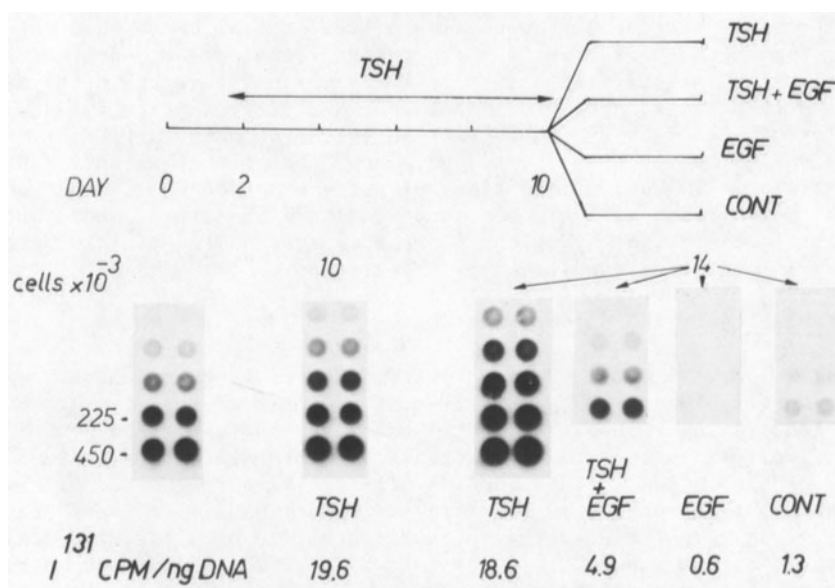 TSH
TSH
TSH + EGF
EGF
CONT
DAY 0 2 10
cells x10⁻³
10
14
225 -
450 -
TSH
TSH
TSH + EGF
EGF
CONT
I¹³¹ CPM/ng DNA 19.6 18.6 4.9 0.6 1.3